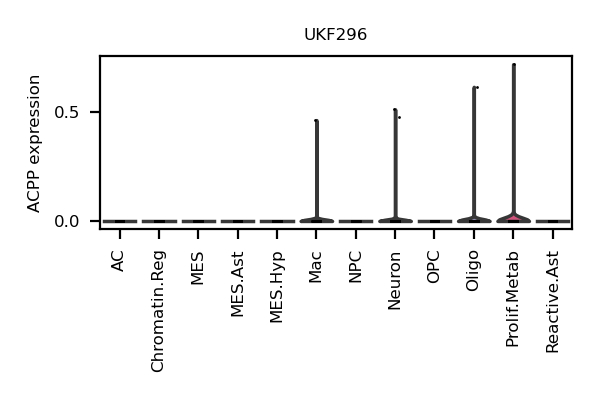 UKF296
ACPP expression
0.5
0.0
AC
Chromatin.Reg
MES
MES.Ast
MES.Hyp
Mac
NPC
Neuron
OPC
Oligo
Prolif.Metab
Reactive.Ast